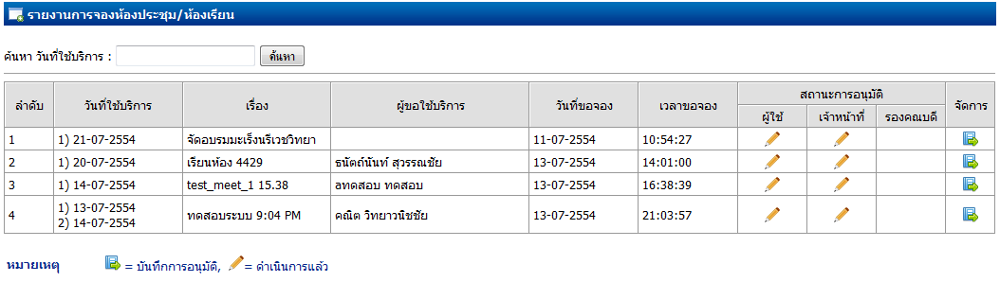 รายงานการจองห้องประชุม/ห้องเรียน
ค้นหา วันที่ใช้บริการ : ค้นหา
ลำดับ วันที่ใช้บริการ เรื่อง ผู้ขอใช้บริการ วันที่ขอจอง เวลาขอจอง สถานะการอนุมัติ จัดการ
ผู้ใช้ เจ้าหน้าที่ รองคณบดี
1 1) 21-07-2554 จัดอบรมมะเร็งนรีเวชวิทยา 11-07-2554 10:54:27
2 1) 20-07-2554 เรียนห้อง 4429 ธนัตถ์นันท์ สุวรรณชัย 13-07-2554 14:01:00
3 1) 14-07-2554 test_meet_1 15.38 aทดสอบ ทดสอบ 13-07-2554 16:38:39
4 1) 13-07-2554 ทดสอบระบบ 9:04 PM คณิต วิทยาวนิชชัย 13-07-2554 21:03:57
2) 14-07-2554
หมายเหตุ = บันทึกการอนุมัติ, = ดำเนินการแล้ว